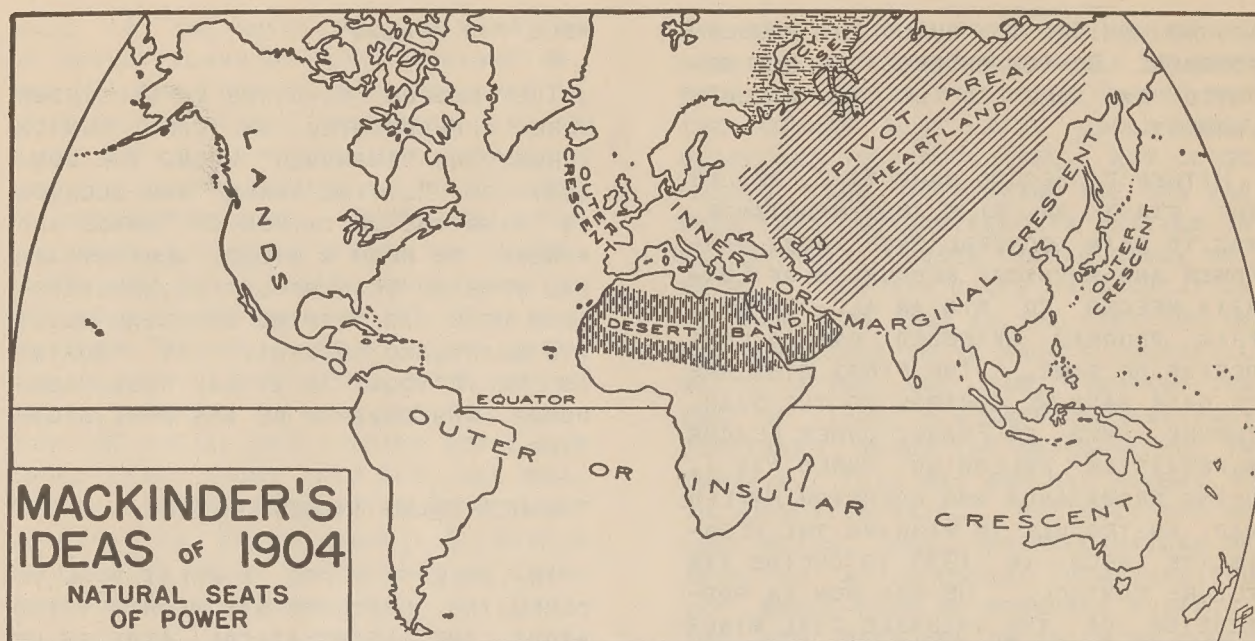 LANDS OF OUTER OR INSULAR CRESCENT
OUTER
CRESCENT
PIVOT AREA
HEARTLAND
INNER OR MARGINAL CRESCENT
OUTER
CRESCENT
DESERT BAND
EQUATOR
MACKINDER'S
IDEAS OF 1904
NATURAL SEATS
OF POWER